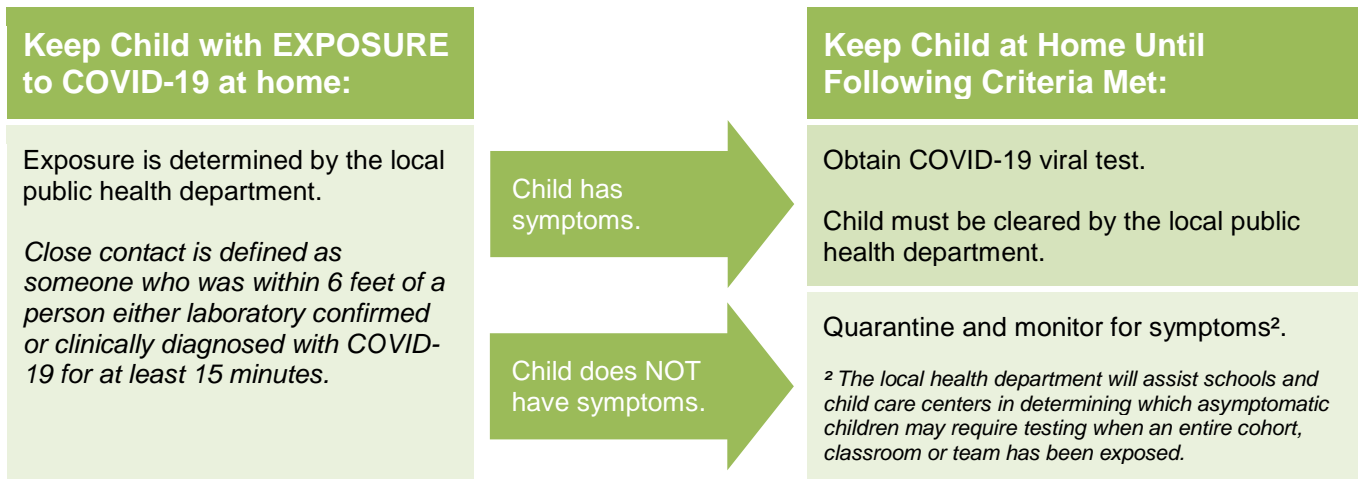 Keep Child with EXPOSURE
to COVID-19 at home:
Exposure is determined by the local
public health department.
Close contact is defined as
someone who was within 6 feet of a
person either laboratory confirmed
or clinically diagnosed with COVID-
19 for at least 15 minutes.
Child has
symptoms.
Child does NOT
have symptoms.
Keep Child at Home Until
Following Criteria Met:
Obtain COVID-19 viral test.
Child must be cleared by the local public
health department.
Quarantine and monitor for symptoms².
² The local health department will assist schools and
child care centers in determining which asymptomatic
children may require testing when an entire cohort,
classroom or team has been exposed.